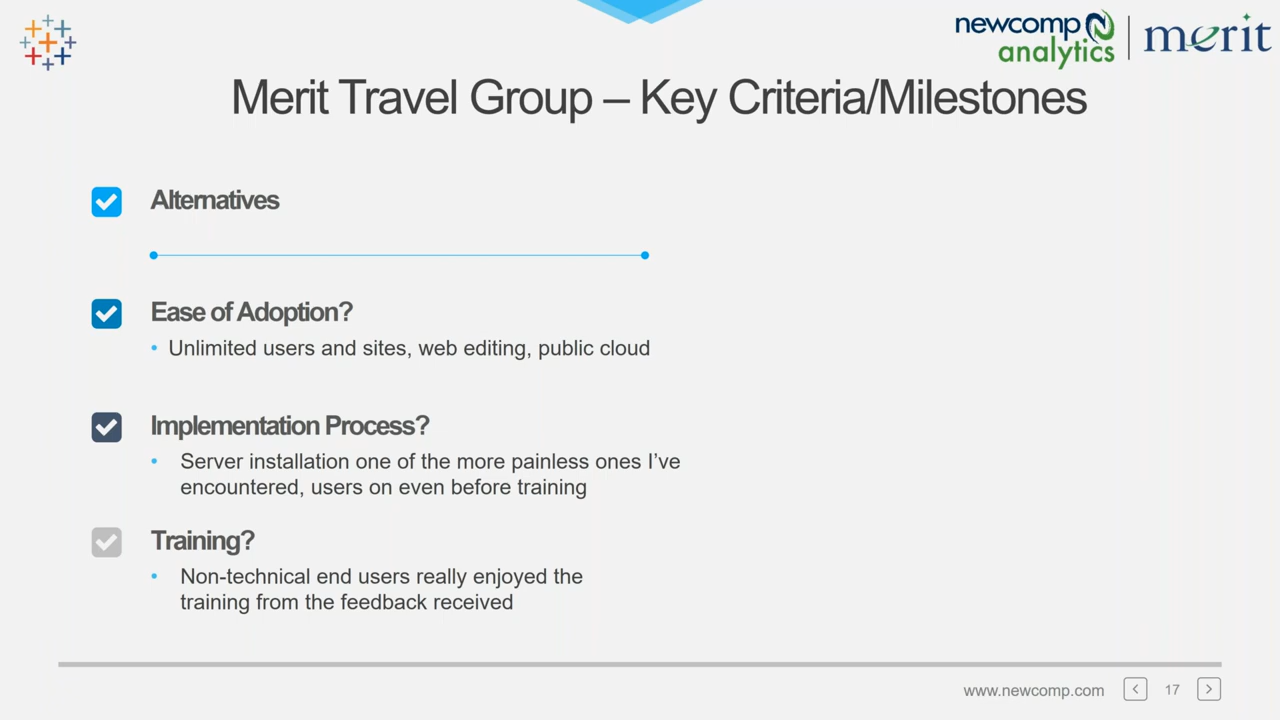 newcomp
analytics
merit
Merit Travel Group – Key Criteria/Milestones
Alternatives
Ease of Adoption?
• Unlimited users and sites, web editing, public cloud
Implementation Process?
• Server installation one of the more painless ones I’ve
encountered, users on even before training
Training?
• Non-technical end users really enjoyed the
training from the feedback received
www.newcomp.com
17